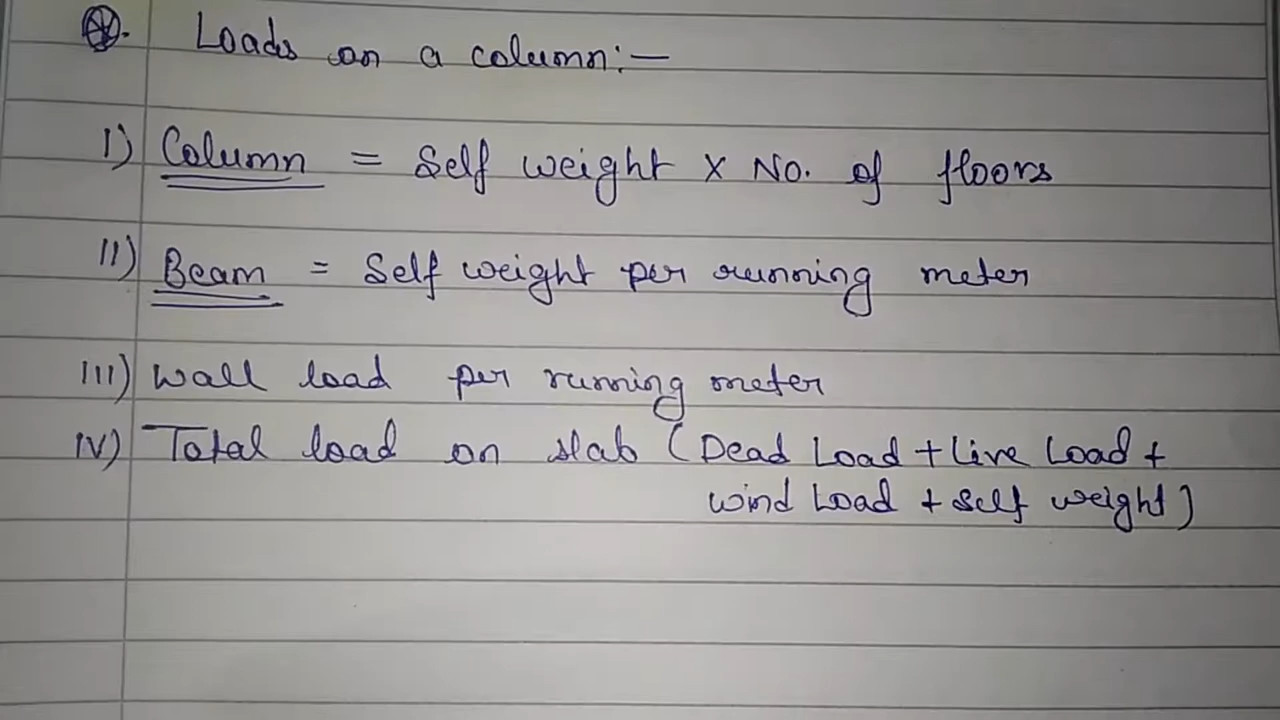 Loads on a column:-
I) Column = Self weight X No. of floors
II) Beam = Self weight per running meter
III) Wall load per running meter
IV) Total load on slab (Dead Load + Live Load +
Wind Load + Self weight)